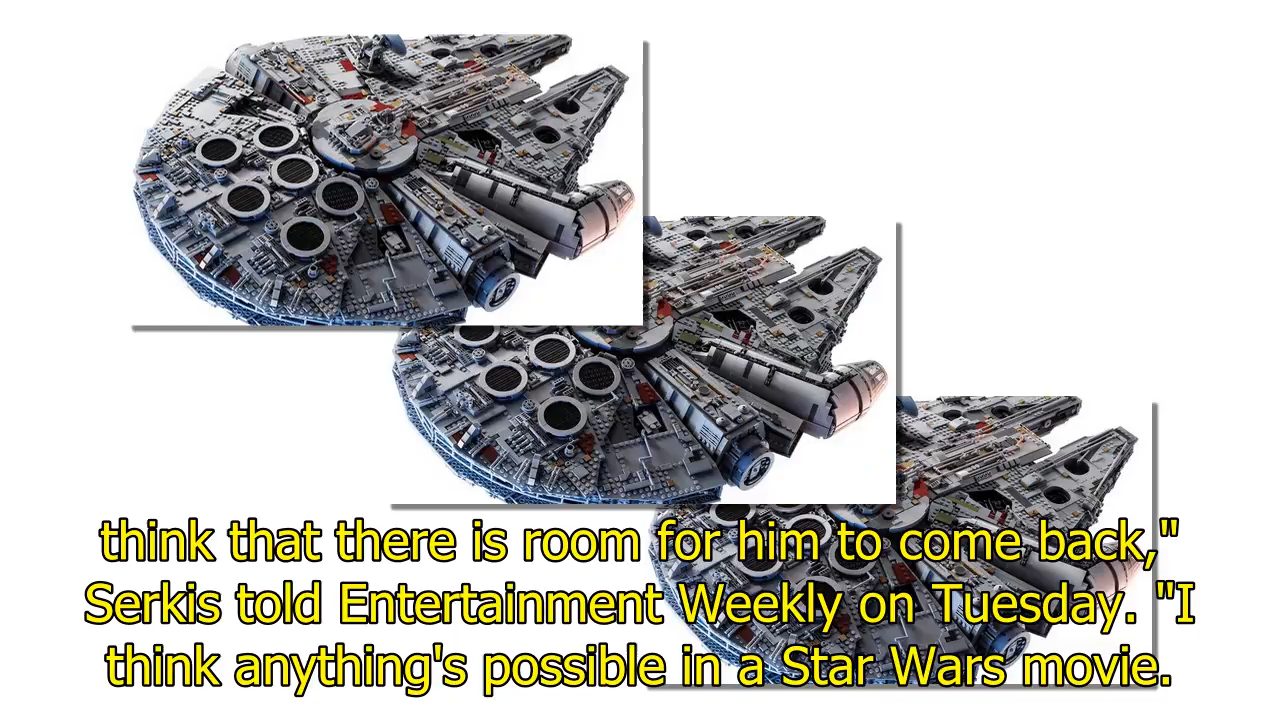 think that there is room for him to come back,"
Serkis told Entertainment Weekly on Tuesday. "I
think anything's possible in a Star Wars movie.